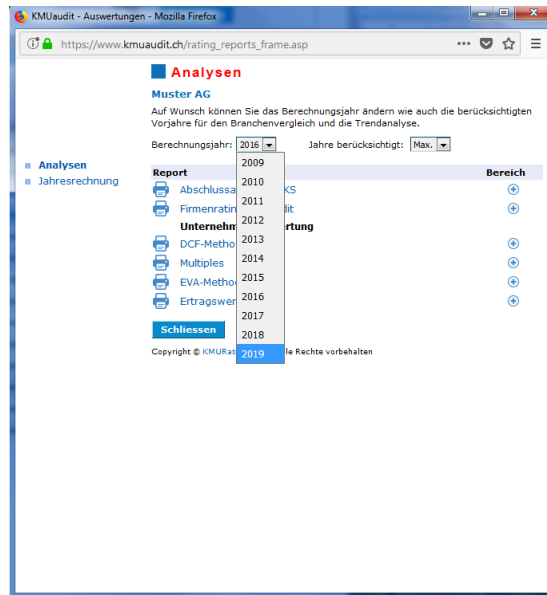 KMUaudit - Auswertungen - Mozilla Firefox
https://www.kmuaudit.ch/rating_reports_frame.asp
Analysen
Muster AG
Auf Wunsch können Sie das Berechnungsjahr ändern wie auch die berücksichtigten
Vorjahre für den Branchenvergleich und die Trendanalyse.
Berechnungsjahr: 2016 Jahre berücksichtigt: Max.
Analysen
Jahresrechnung
Report Bereich
Abschlussa KS
Firmenratin dit
Unternehm rtung
DCF-Metho
Multiples
EVA-Metho
Ertragswer
2009
2010
2011
2012
2013
2014
2015
2016
2017
2018
2019
Schliessen
Copyright © KMURat le Rechte vorbehalten